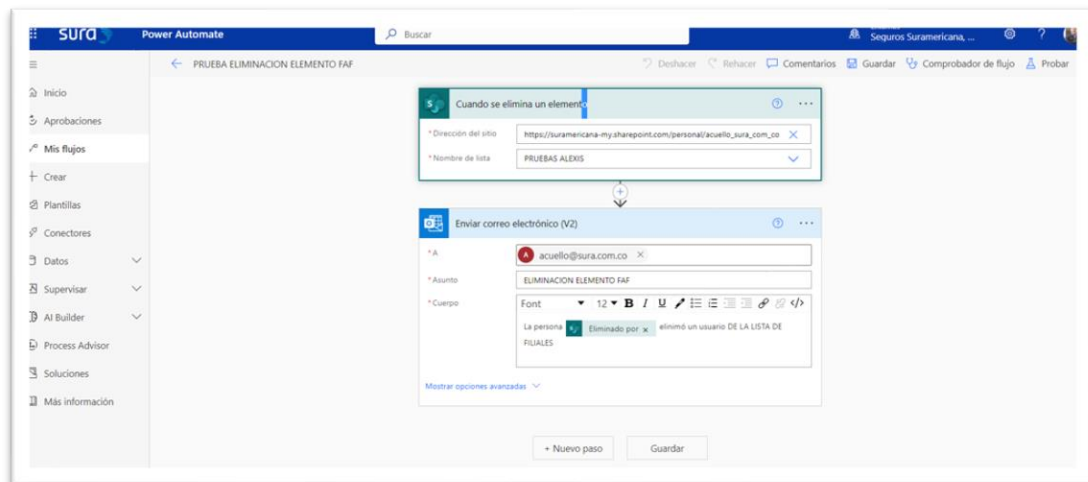 sura Power Automate Buscar Seguros Suramericana, ... ?
PRUEBA ELIMINACION ELEMENTO FAF Deshacer Rehacer Comentarios Guardar Comprobador de flujo Probar
Inicio
Aprobaciones
Mis flujos
Crear
Plantillas
Conectores
Datos
Supervisar
AI Builder
Process Advisor
Soluciones
Más información
Cuando se elimina un elemento
* Dirección del sitio https://suramericana-my.sharepoint.com/personal/acuello_sura_com_co
* Nombre de lista PRUEBAS ALEXIS
Enviar correo electrónico (V2)
* A A acuello@sura.com.co
* Asunto ELIMINACION ELEMENTO FAF
* Cuerpo Font 12 B I U </>
La persona Eliminado por x elinimó un usuario DE LA LISTA DE
FILIALES
Mostrar opciones avanzadas
+ Nuevo paso Guardar